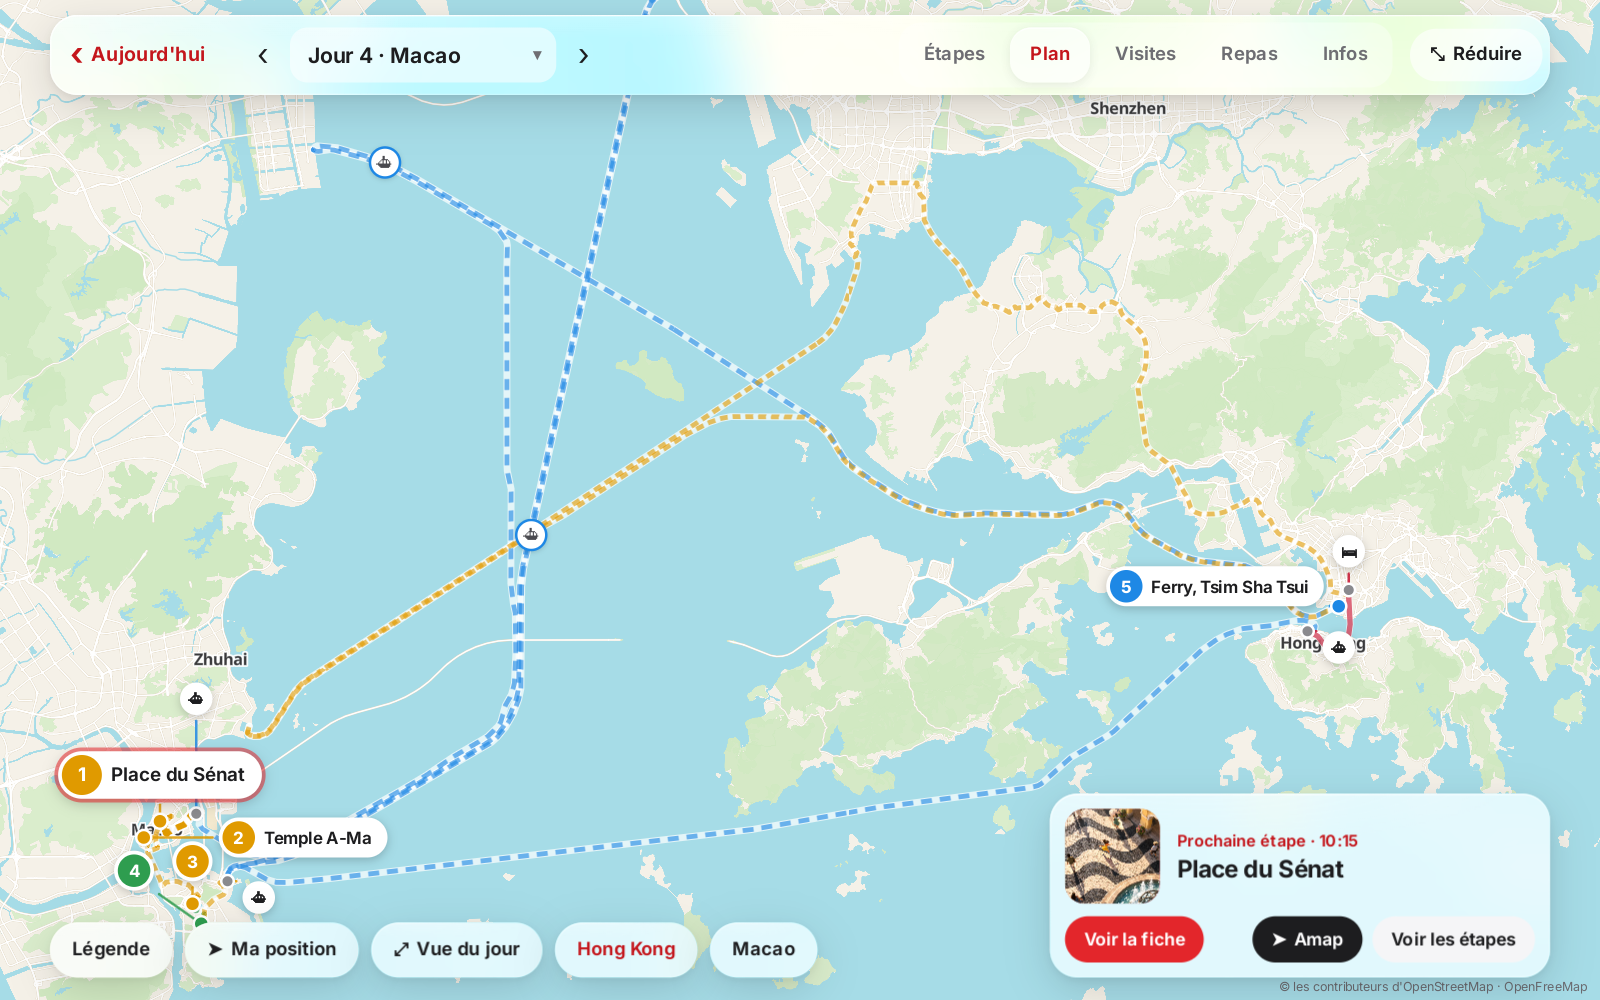 Aujourd'hui
Jour 4 · Macao
Étapes
Plan
Visites
Repas
Infos
Réduire
Shenzhen
Zhuhai
1 Place du Sénat
2 Temple A-Ma
3
4
5 Ferry, Tsim Sha Tsui
Prochaine étape · 10:15
Place du Sénat
Voir la fiche
Amap
Voir les étapes
Légende
Ma position
Vue du jour
Hong Kong
Macao
© les contributeurs d'OpenStreetMap · OpenFreeMap